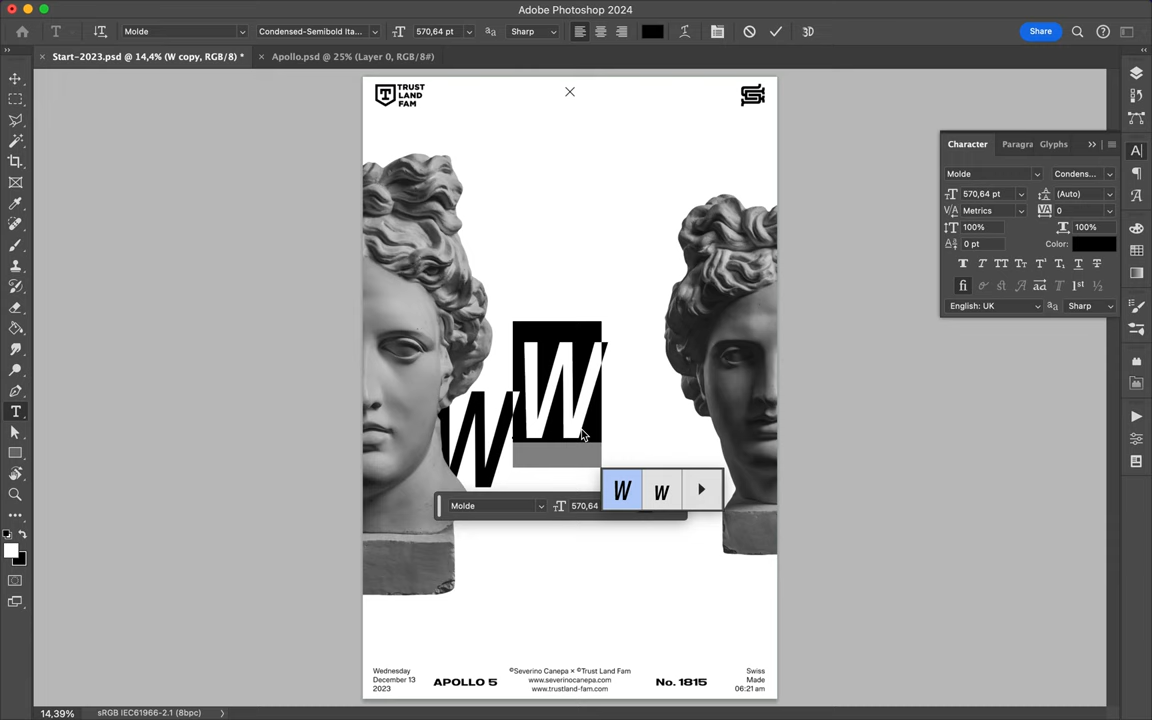 Adobe Photoshop 2024
Molde
Condensed-Semibold Ita...
570,64 pt
Sharp
3D
Share
Start-2023.psd @ 14,4% (W copy, RGB/8) *
Apollo.psd @ 25% (Layer 0, RGB/8#)
TRUST
LAND
FAM
Character
Paragra
Glyphs
Molde
Condens...
570,64 pt
(Auto)
Metrics
0
100%
100%
0 pt
Color:
English: UK
Sharp
W
W
W
w
Molde
570,64
Wednesday
December 13
2023
APOLLO 5
©Severino Canepa × ©Trust Land Fam
www.severinocanepa.com
www.trustland-fam.com
No. 1815
Swiss
Made
06:21 am
14,39%
sRGB IEC61966-2.1 (8bpc)